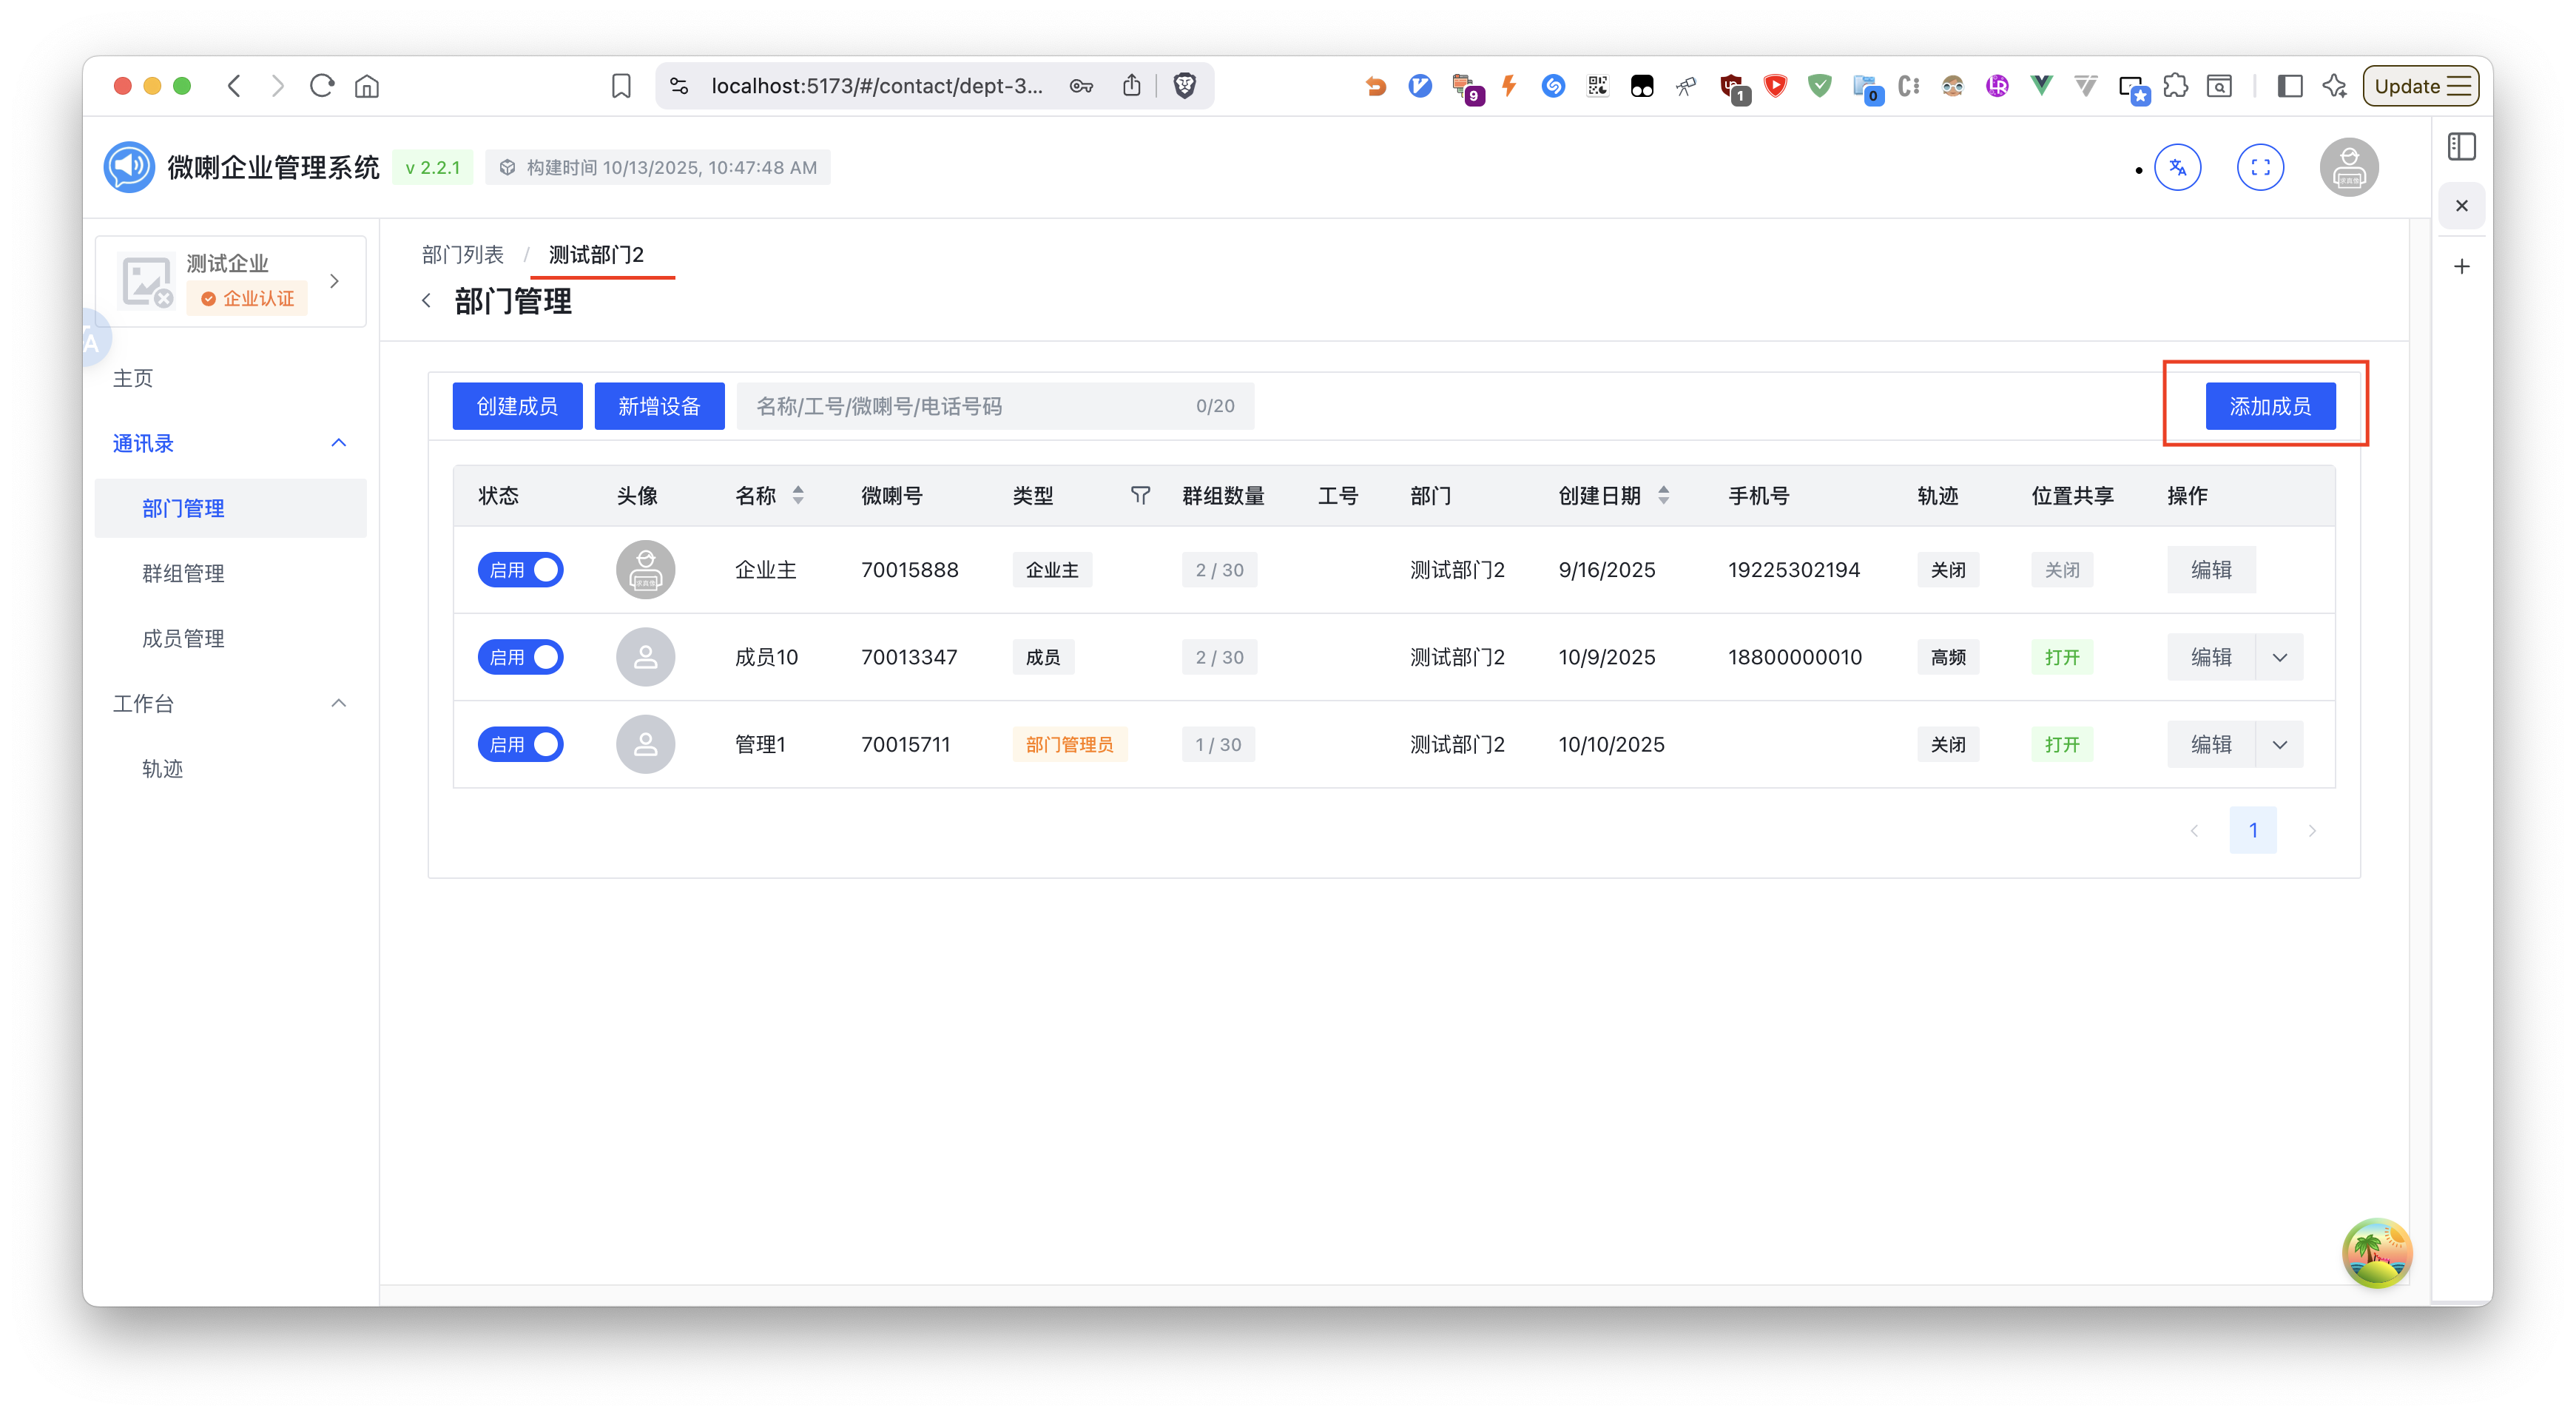 localhost:5173/#/contact/dept-3...
9
1
0
Update
微喇企业管理系统
v 2.2.1
构建时间 10/13/2025, 10:47:48 AM
测试企业
企业认证
主页
通讯录
部门管理
群组管理
成员管理
工作台
轨迹
部门列表 / 测试部门2
部门管理
创建成员 新增设备 名称/工号/微喇号/电话号码 0/20 添加成员
状态 头像 名称 微喇号 类型 群组数量 工号 部门 创建日期 手机号 轨迹 位置共享 操作
启用 企业主 70015888 企业主 2 / 30 测试部门2 9/16/2025 19225302194 关闭 关闭 编辑
启用 成员10 70013347 成员 2 / 30 测试部门2 10/9/2025 18800000010 高频 打开 编辑
启用 管理1 70015711 部门管理员 1 / 30 测试部门2 10/10/2025 关闭 打开 编辑
1